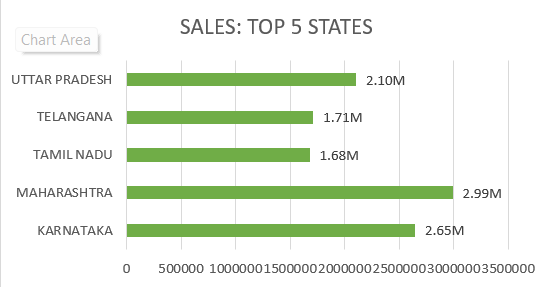 SALES: TOP 5 STATES
Chart Area
UTTAR PRADESH 2.10M
TELANGANA 1.71M
TAMIL NADU 1.68M
MAHARASHTRA 2.99M
KARNATAKA 2.65M
0 500000 1000000 1500000 2000000 2500000 3000000 3500000